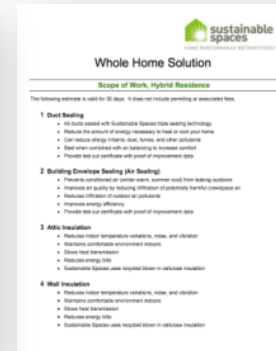 sustainable
spaces
HOME PERFORMANCE RETROFITTERS
Whole Home Solution
Scope of Work, Hybrid Residence
The following estimate is valid for 30 days. It does not include permitting or associated fees.
1 Duct Sealing
• All ducts sealed with Sustainable Spaces triple sealing technology
• Reduce the amount of energy necessary to heat or cool your home
• Can reduce energy irritants, dust, fumes, and other pollutants
• Best when combined with air balancing to increase comfort
• Provide test out certificate with proof of improvement data
2 Building Envelope Sealing (Air Sealing)
• Prevents conditioned air (winter warm, summer cool) from leaking outdoors
• Improves air quality by reducing infiltration of potentially harmful crawlspace air
• Reduces infiltration of outdoor air pollutants
• Improves energy efficiency
• Provide test out certificate with proof of improvement data
3 Attic Insulation
• Reduces indoor temperature variations, noise, and vibration
• Maintains comfortable environment indoors
• Slows heat transmission
• Reduces energy bills
• Sustainable Spaces uses recycled blown in cellulose insulation
4 Wall Insulation
• Reduces indoor temperature variations, noise, and vibration
• Maintains comfortable environment indoors
• Slows heat transmission
• Reduces energy bills
• Sustainable Spaces uses recycled blown in cellulose insulation